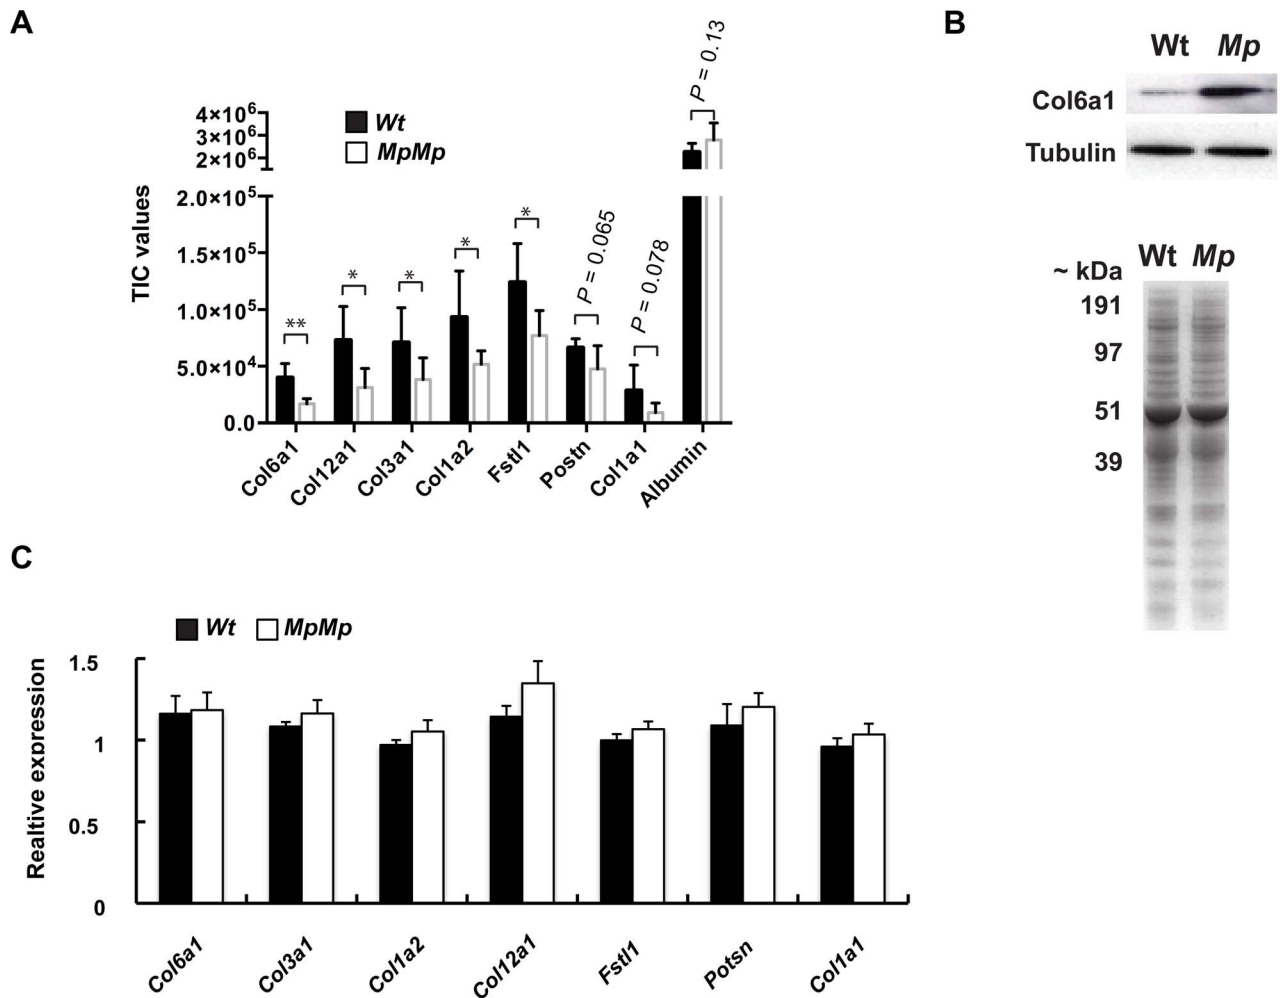 A
B
Wt
MpMp
4×10⁶
3×10⁶
2×10⁶
2.0×10⁵
1.5×10⁵
1.0×10⁵
5.0×10⁴
0.0
TIC values
**
*
*
*
*
P = 0.065
P = 0.078
P = 0.13
Col6a1
Col12a1
Col3a1
Col1a2
Fstl1
Postn
Col1a1
Albumin
Wt Mp
Col6a1
Tubulin
Wt Mp
~ kDa
191
97
51
39
C
Wt MpMp
Realtive expression
1.5
1
0.5
0
Col6a1
Col3a1
Col1a2
Col12a1
Fstl1
Potsn
Col1a1